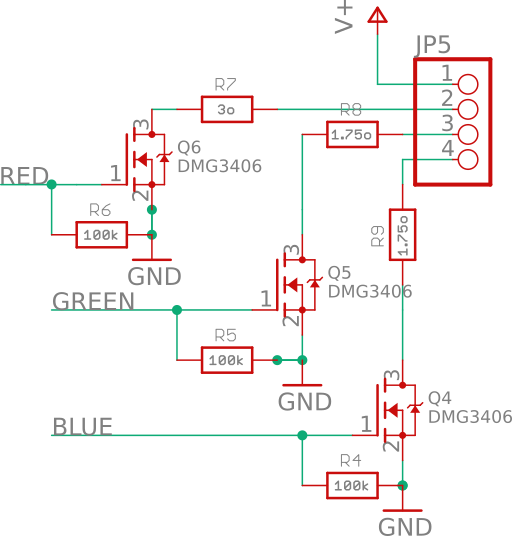 V+
JP5
1
2
3
4
R7
3o
R8
1.75o
3
Q6
DMG3406
1
2
RED
R6
100k
GND
R9
1.75o
3
Q5
DMG3406
1
2
GREEN
R5
100k
GND
3
Q4
DMG3406
1
2
BLUE
R4
100k
GND